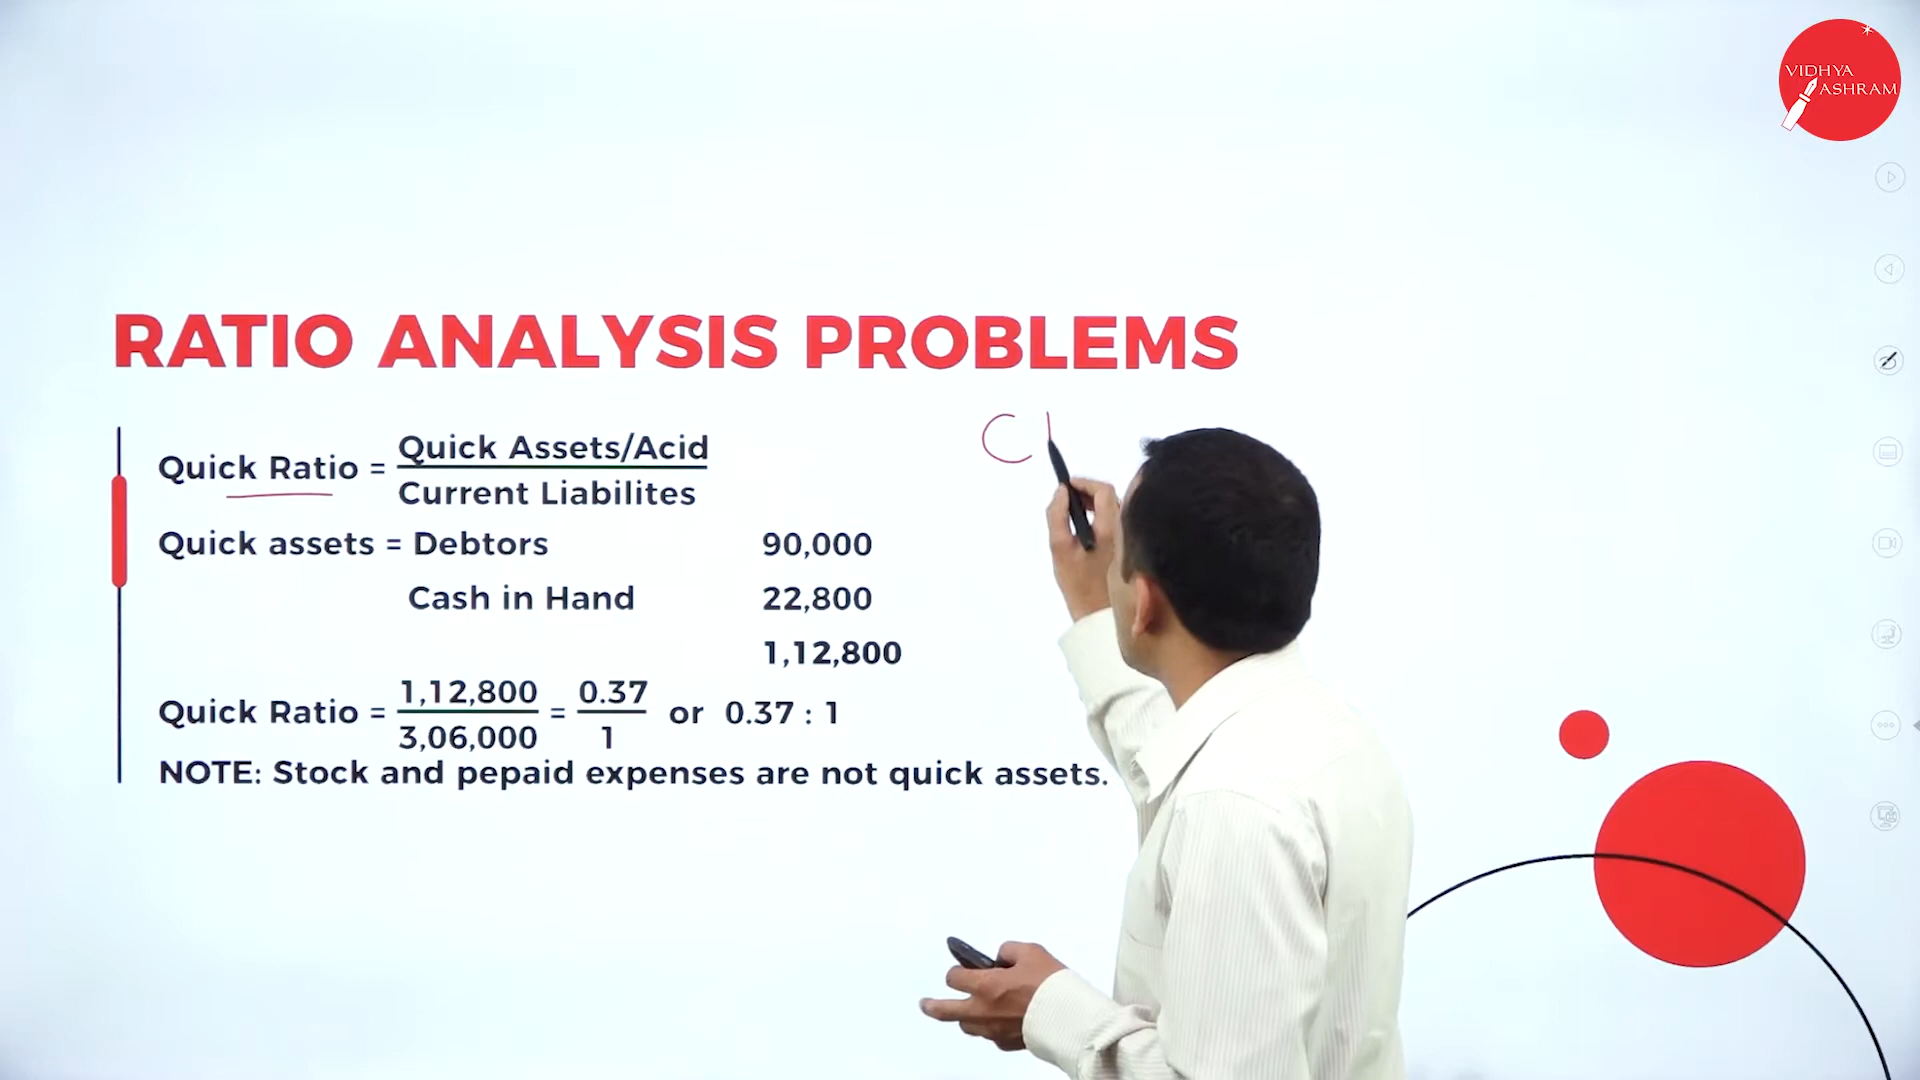 VIDHYA
ASHRAM
RATIO ANALYSIS PROBLEMS
Quick Ratio = Quick Assets/Acid
Current Liabilites
Quick assets = Debtors 90,000
Cash in Hand 22,800
1,12,800
Quick Ratio = 1,12,800 / 3,06,000 = 0.37 / 1 or 0.37 : 1
NOTE: Stock and pepaid expenses are not quick assets.
C